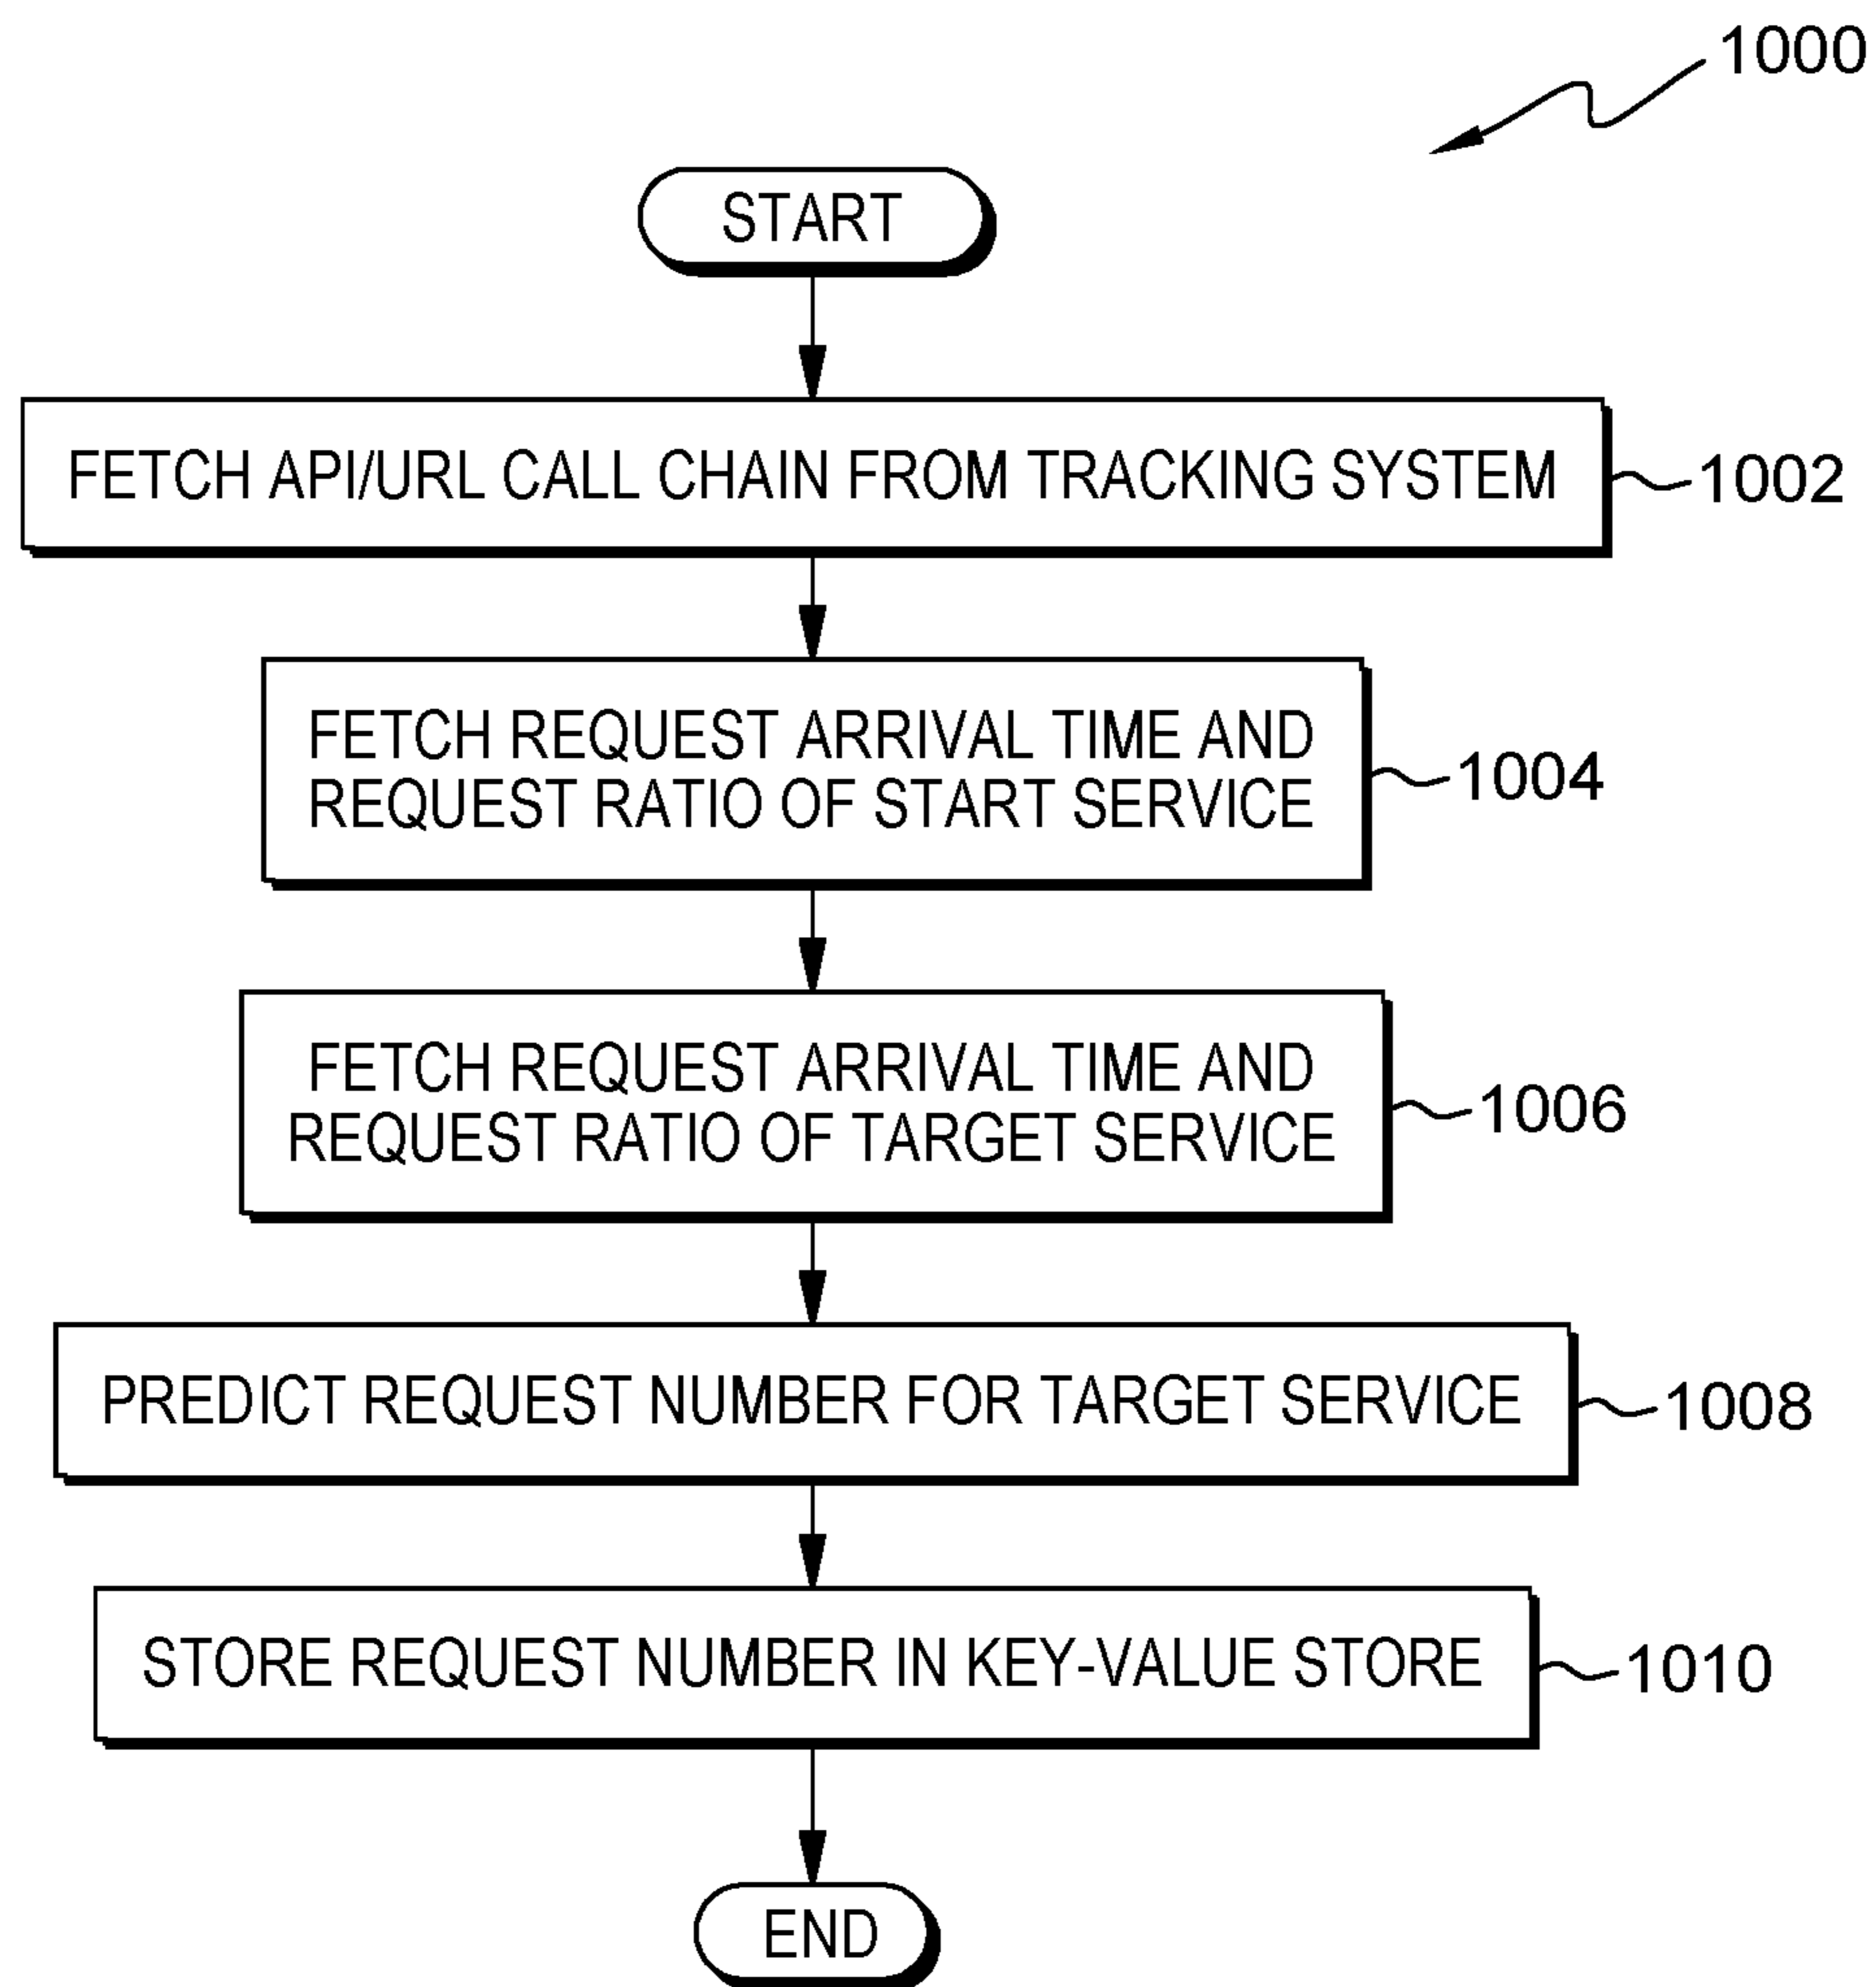 1000
START
FETCH API/URL CALL CHAIN FROM TRACKING SYSTEM
1002
FETCH REQUEST ARRIVAL TIME AND
REQUEST RATIO OF START SERVICE
1004
FETCH REQUEST ARRIVAL TIME AND
REQUEST RATIO OF TARGET SERVICE
1006
PREDICT REQUEST NUMBER FOR TARGET SERVICE
1008
STORE REQUEST NUMBER IN KEY-VALUE STORE
1010
END